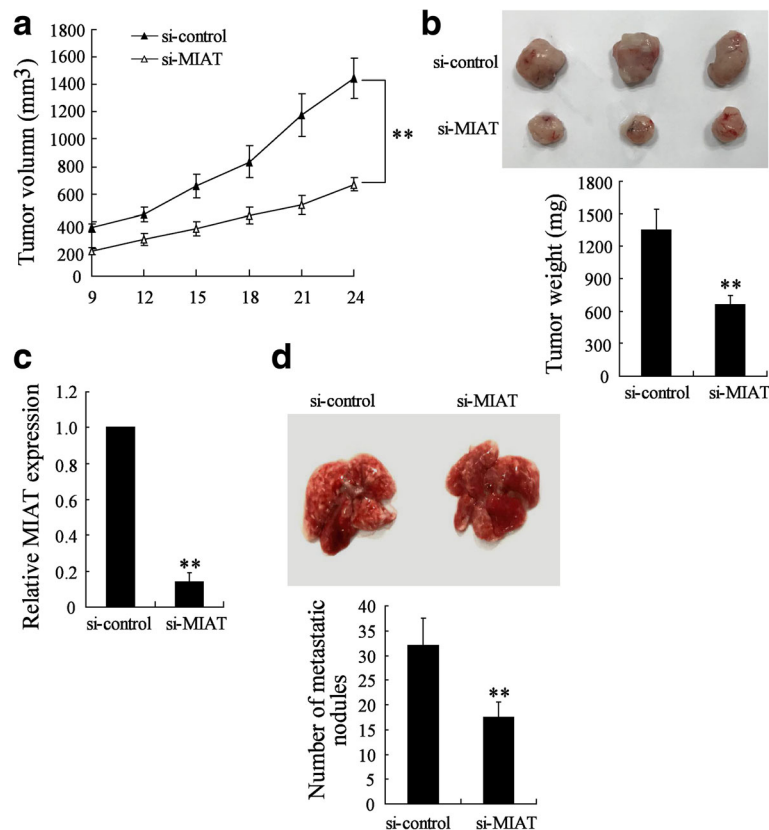 a
si-control
si-MIAT
Tumor volumn (mm3)
1800
1600
1400
1200
1000
800
600
400
200
0
**
9 12 15 18 21 24
b
si-control
si-MIAT
Tumor weight (mg)
1800
1500
1200
900
600
300
0
**
si-control si-MIAT
c
Relative MIAT expression
1.2
1.0
0.8
0.6
0.4
0.2
0
**
si-control si-MIAT
d
si-control si-MIAT
Number of metastatic
nodules
40
35
30
25
20
15
10
5
0
**
si-control si-MIAT